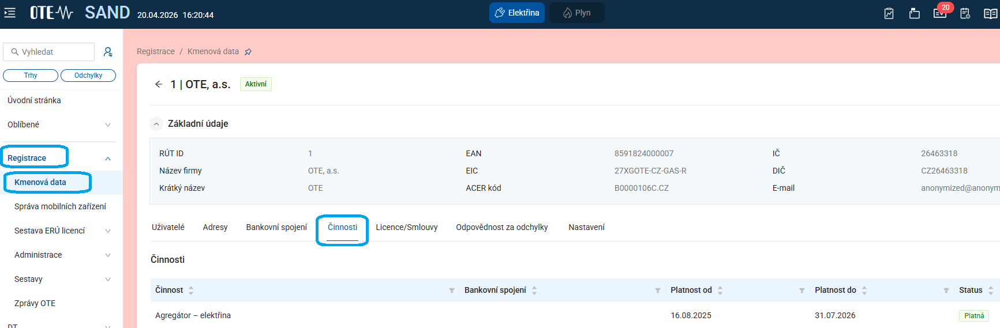 OTE SAND 20.04.2026 16:20:44 Elektřina Plyn 20
Vyhledat
Trhy Odchylky
Úvodní stránka
Oblíbené
Registrace
Kmenová data
Správa mobilních zařízení
Sestava ERÚ licencí
Administrace
Sestavy
Zprávy OTE
DT
Registrace / Kmenová data
1 | OTE, a.s. Aktivní
Základní údaje
RÚT ID 1 EAN 8591824000007 IČ 26463318
Název firmy OTE, a.s. EIC 27XGOTE-CZ-GAS-R DIČ CZ26463318
Krátký název OTE ACER kód B0000106C.CZ E-mail anonymized@anonym
Uživatelé Adresy Bankovní spojení Činnosti Licence/Smlouvy Odpovědnost za odchylky Nastavení
Činnosti
Činnost Bankovní spojení Platnost od Platnost do Status
Agregátor – elektřina 16.08.2025 31.07.2026 Platná